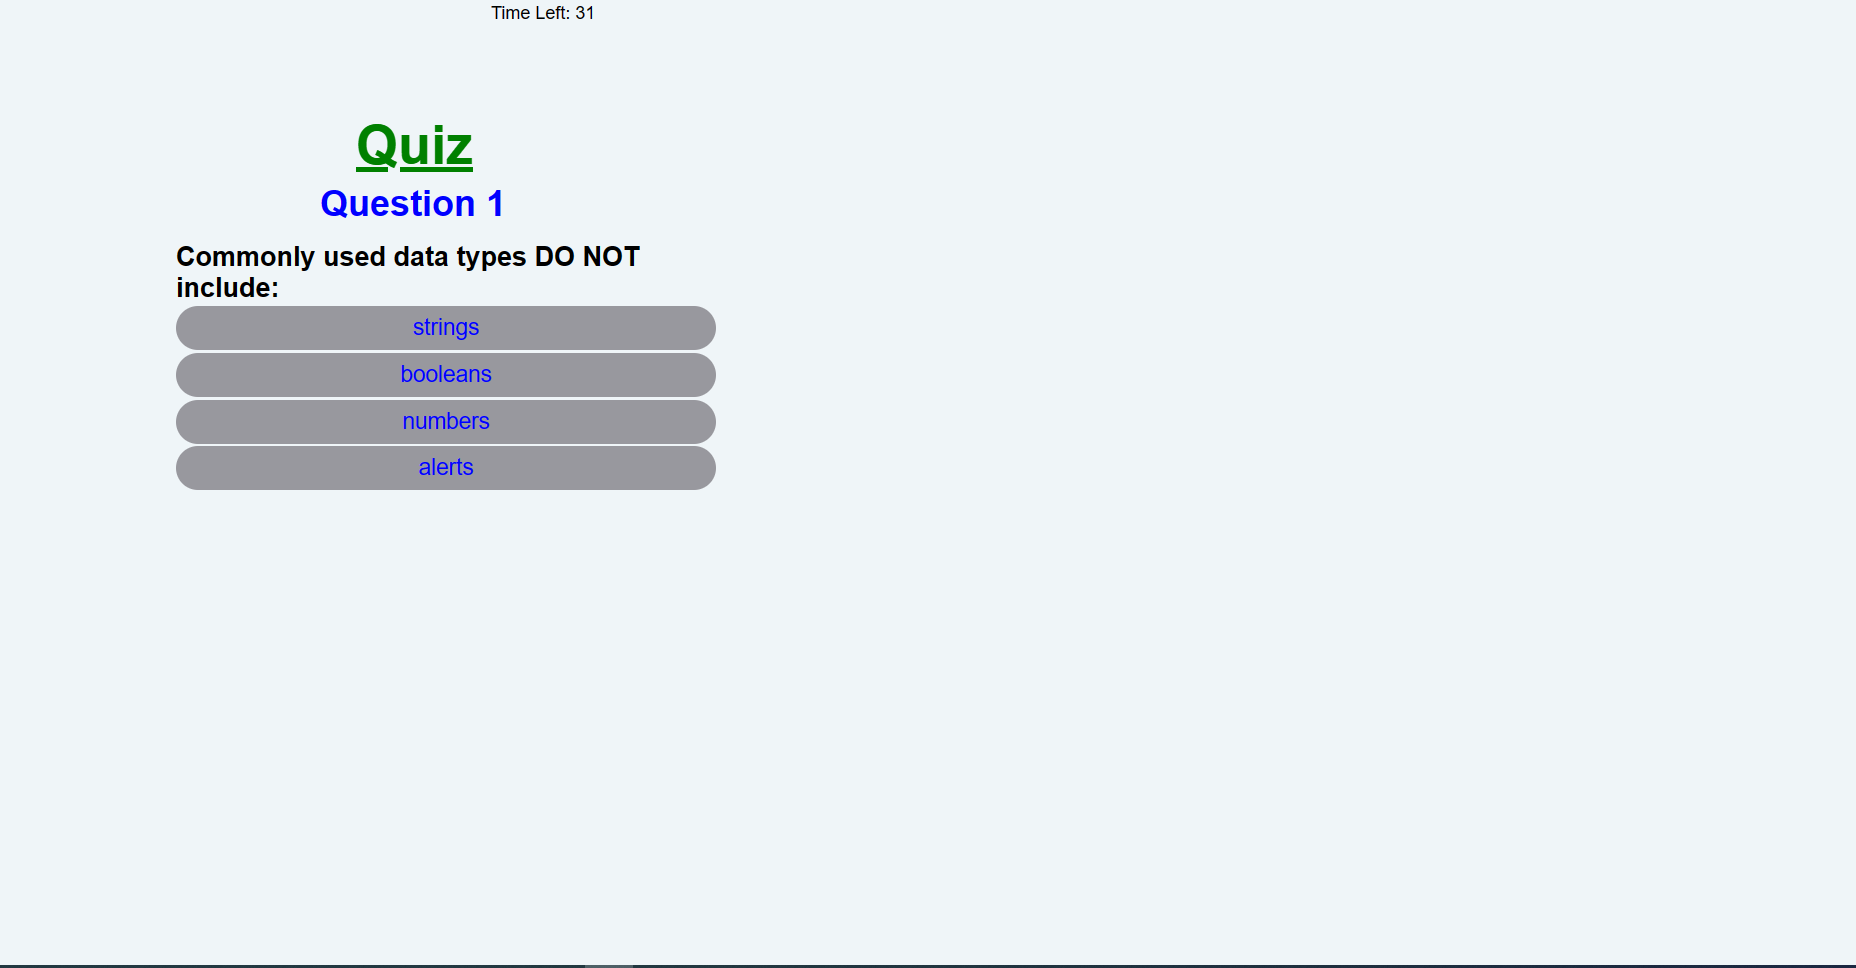 Time Left: 31
Quiz
Question 1
Commonly used data types DO NOT
include:
strings
booleans
numbers
alerts